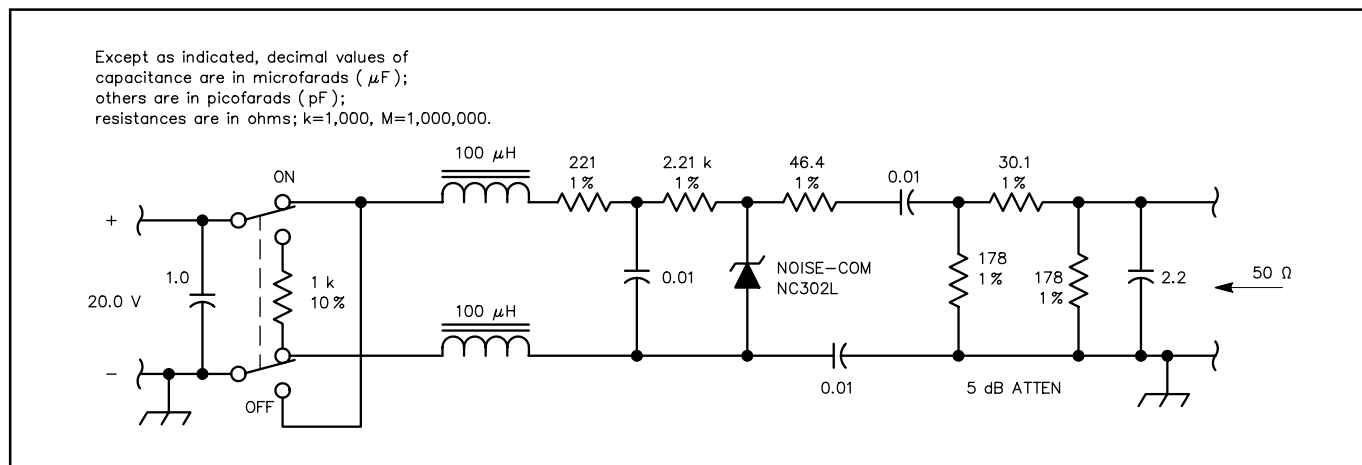 Except as indicated, decimal values of
capacitance are in microfarads ( μF);
others are in picofarads ( pF);
resistances are in ohms; k=1,000, M=1,000,000.
100 μH
221
1%
2.21 k
1%
46.4
1%
0.01
30.1
1%
ON
+
1.0
20.0 V
1 k
10%
0.01
NOISE-COM
NC302L
178
1%
178
1%
2.2
50 Ω
100 μH
-
OFF
0.01
5 dB ATTEN